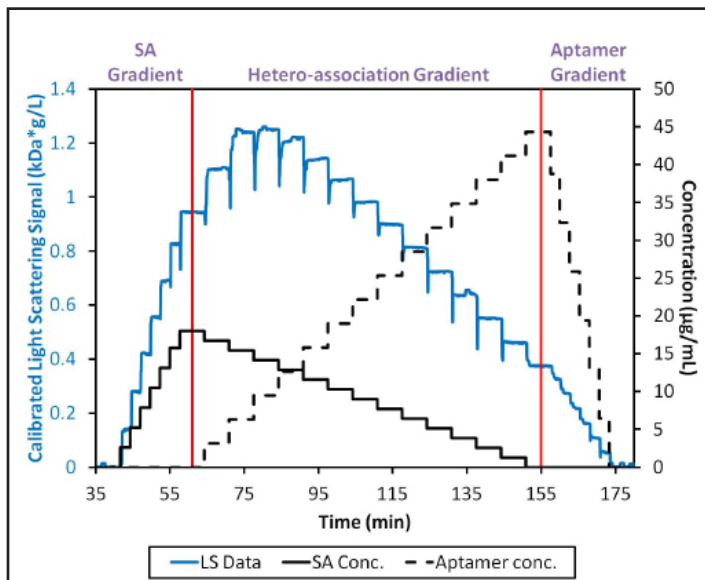 SA
Gradient
Hetero-association Gradient
Aptamer
Gradient
Calibrated Light Scattering Signal (kDa*g/L)
1.4
1.2
1
0.8
0.6
0.4
0.2
0
50
45
40
35
30
25
20
15
10
5
0
Concentration (µg/mL)
35 55 75 95 115 135 155 175
Time (min)
LS Data SA Conc. Aptamer conc.